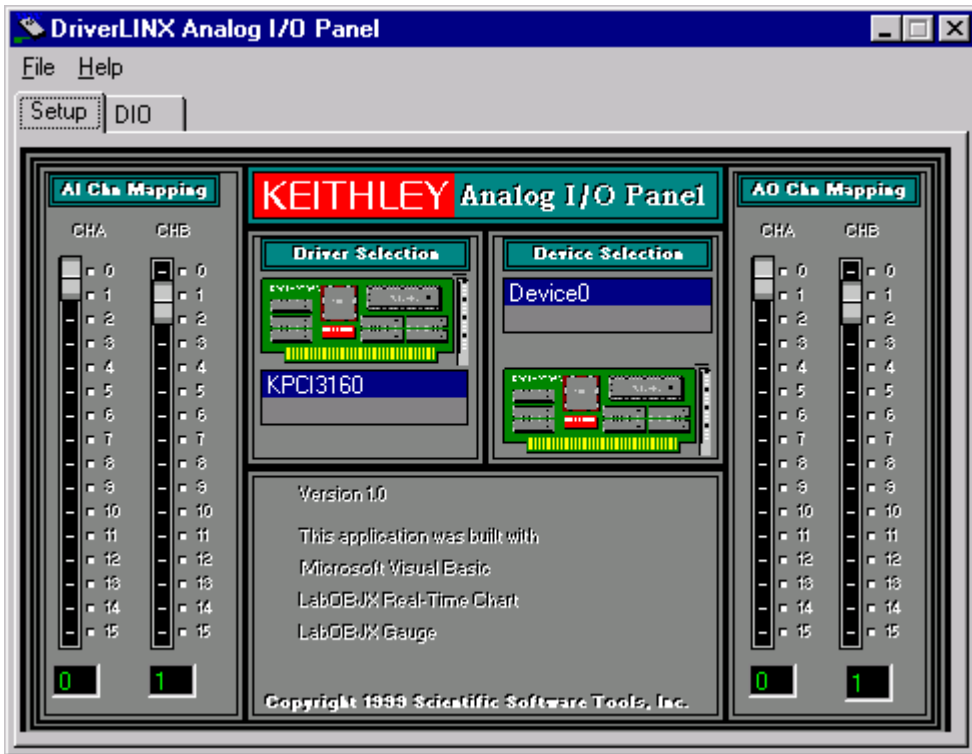 DriverLINX Analog I/O Panel
File Help
Setup DIO
AI Chn Mapping
CHA CHB
0 0
1 1
2 2
3 3
4 4
5 5
6 6
7 7
8 8
9 9
10 10
11 11
12 12
13 13
14 14
15 15
0 1
KEITHLEY Analog I/O Panel
Driver Selection
KPCI3160
Device Selection
Device0
Version 1.0
This application was built with
Microsoft Visual Basic
LabOBJX Real-Time Chart
LabOBJX Gauge
Copyright 1999 Scientific Software Tools, Inc.
AO Chn Mapping
CHA CHB
0 0
1 1
2 2
3 3
4 4
5 5
6 6
7 7
8 8
9 9
10 10
11 11
12 12
13 13
14 14
15 15
0 1